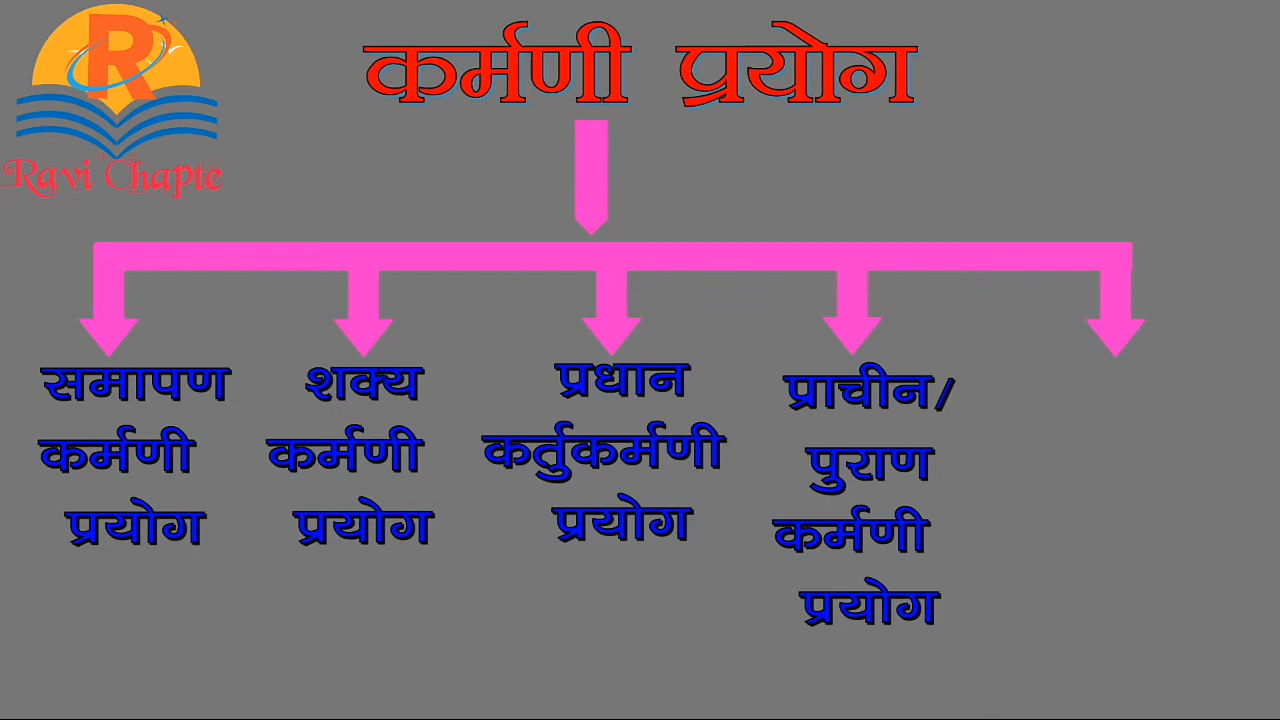 Ravi Chapte
कर्मणी प्रयोग
समापण
कर्मणी
प्रयोग
शक्य
कर्मणी
प्रयोग
प्रधान
कर्तुकर्मणी
प्रयोग
प्राचीन/
पुराण
कर्मणी
प्रयोग